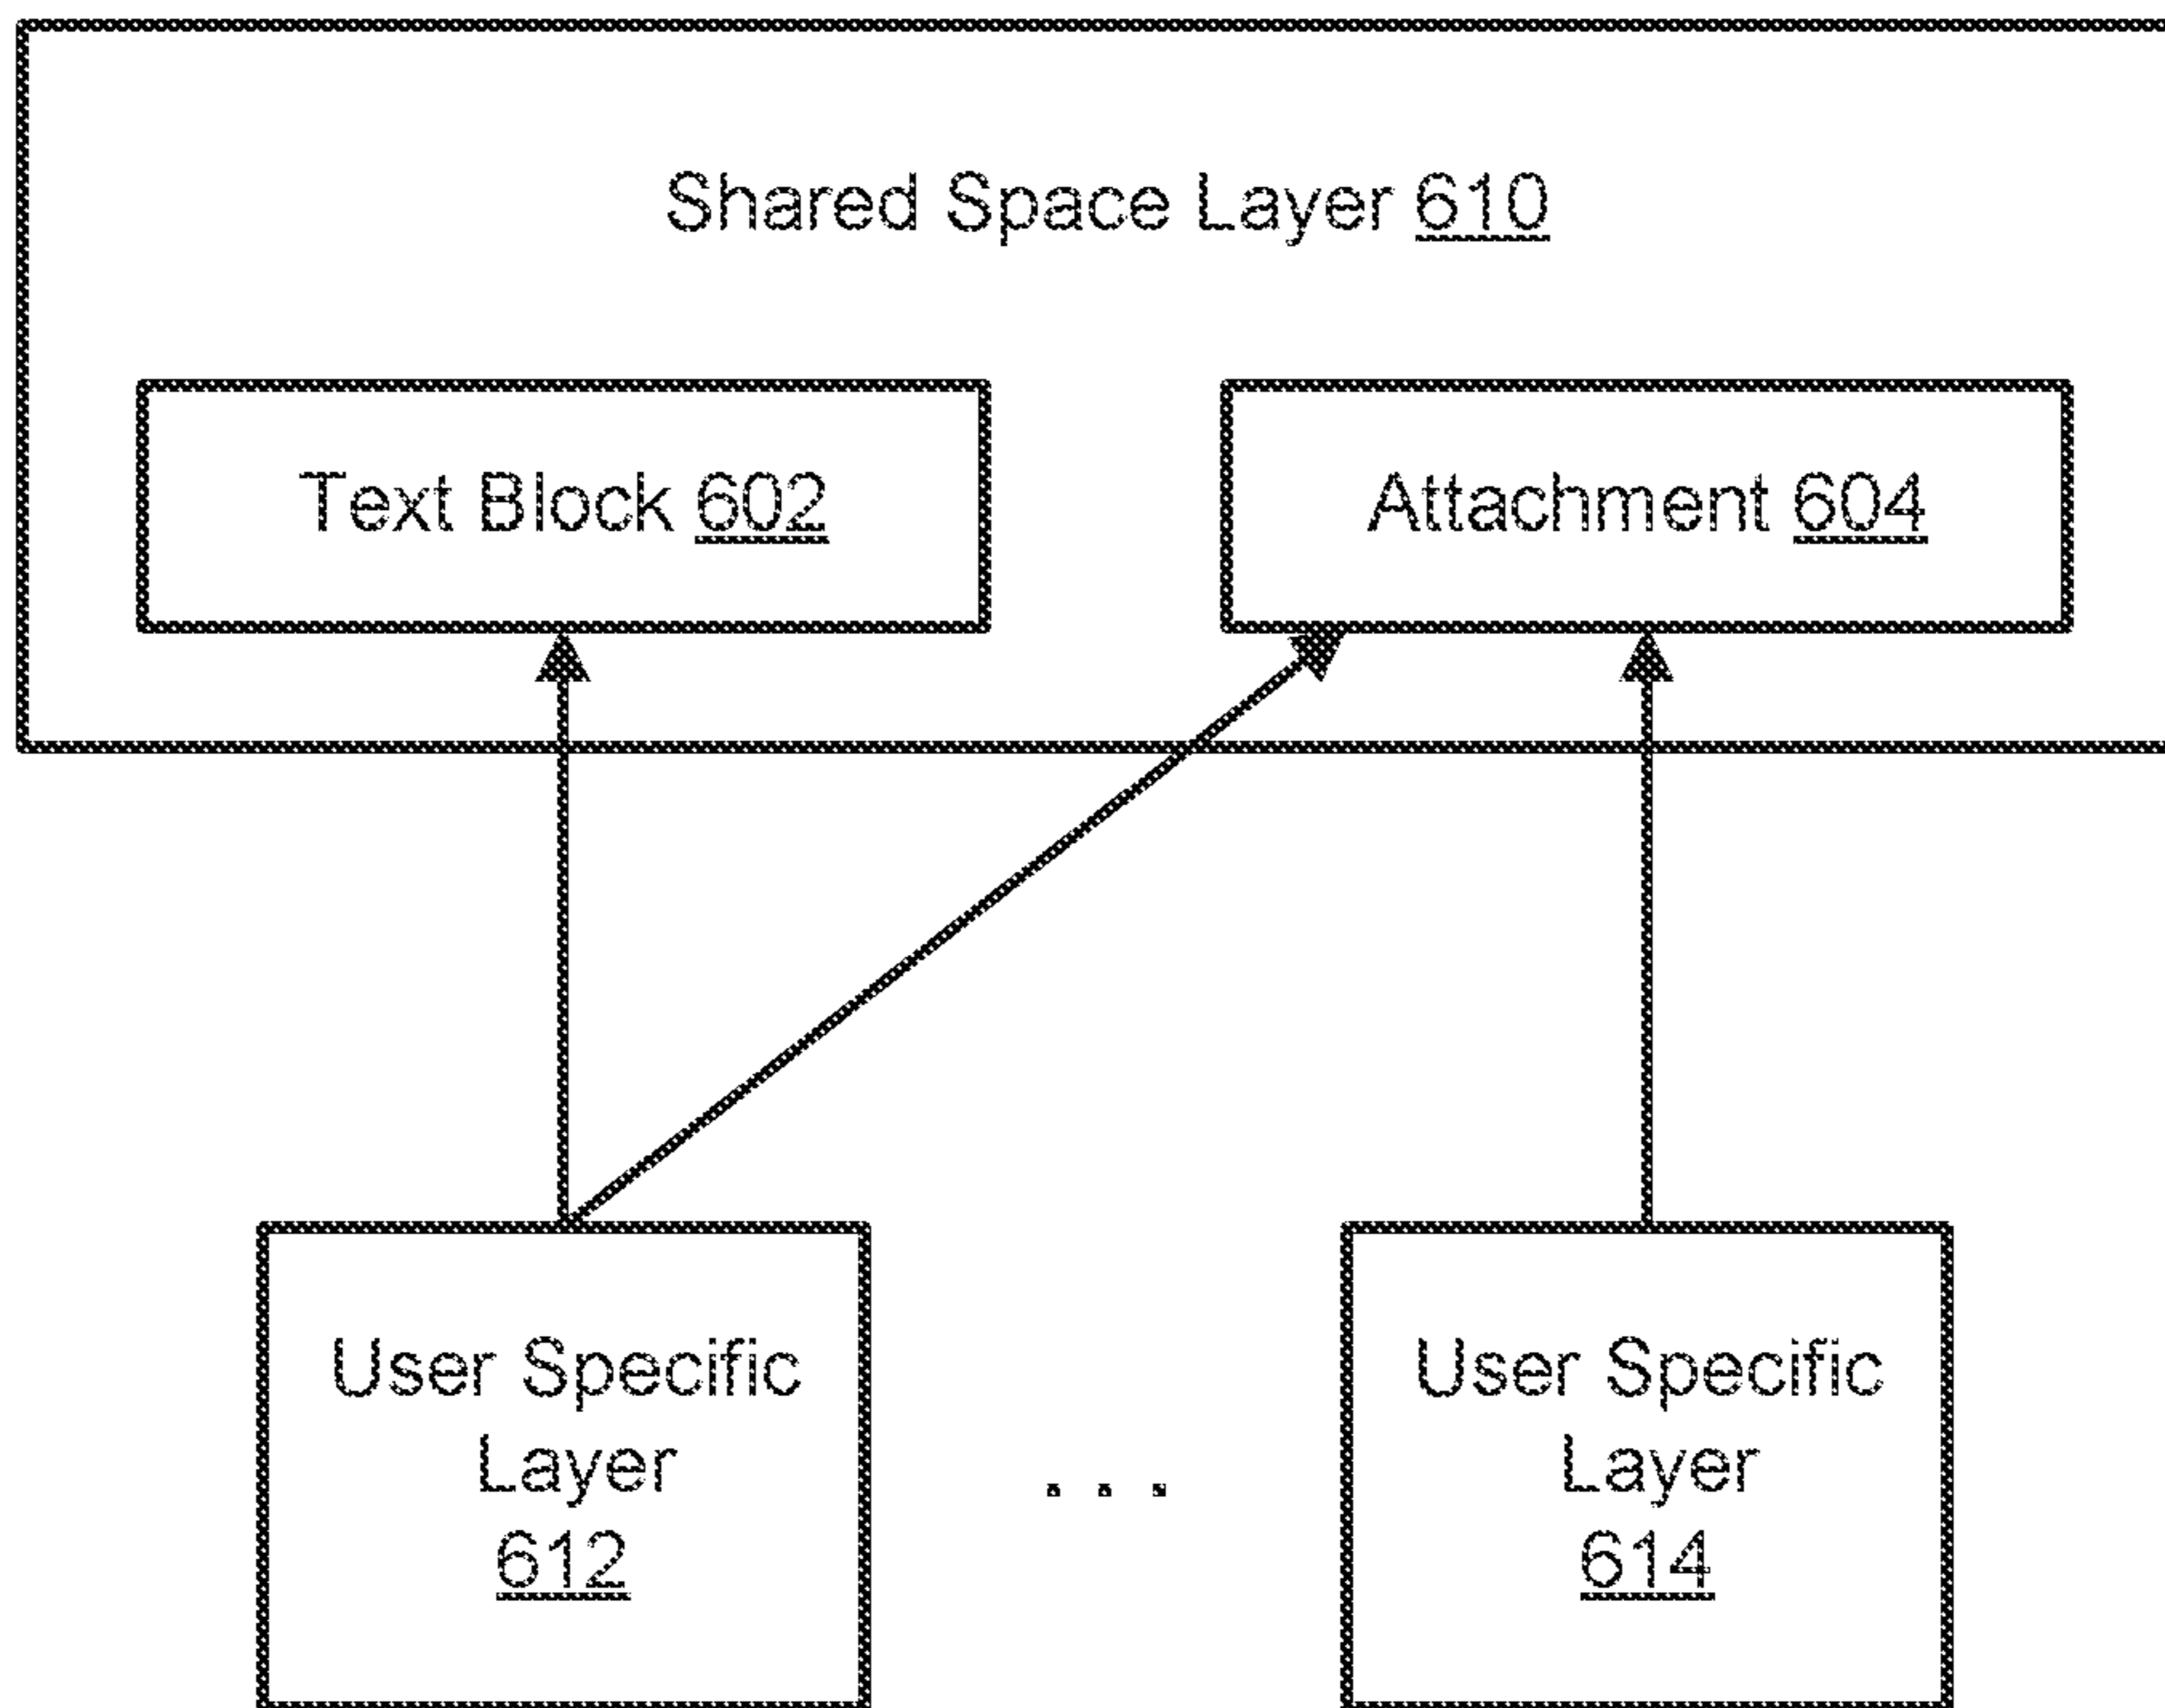 Shared Space Layer 610
Text Block 602
Attachment 604
User Specific
Layer
612
. . .
User Specific
Layer
614